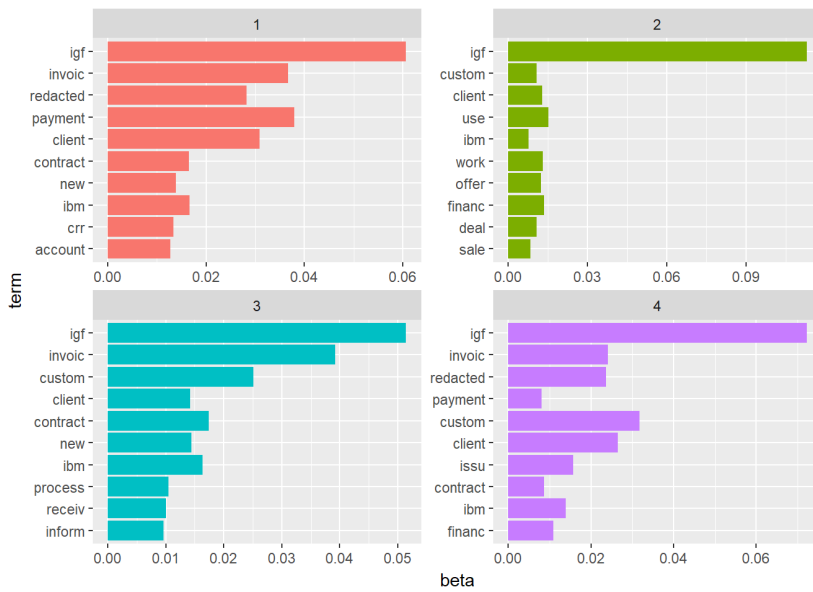 1
igf
invoic
redacted
payment
client
contract
new
ibm
crr
account
0.00 0.02 0.04 0.06
2
igf
custom
client
use
ibm
work
offer
financ
deal
sale
0.00 0.03 0.06 0.09
3
igf
invoic
custom
client
contract
new
ibm
process
receiv
inform
0.00 0.01 0.02 0.03 0.04 0.05
4
igf
invoic
redacted
payment
custom
client
issu
contract
ibm
financ
0.00 0.02 0.04 0.06
term
beta